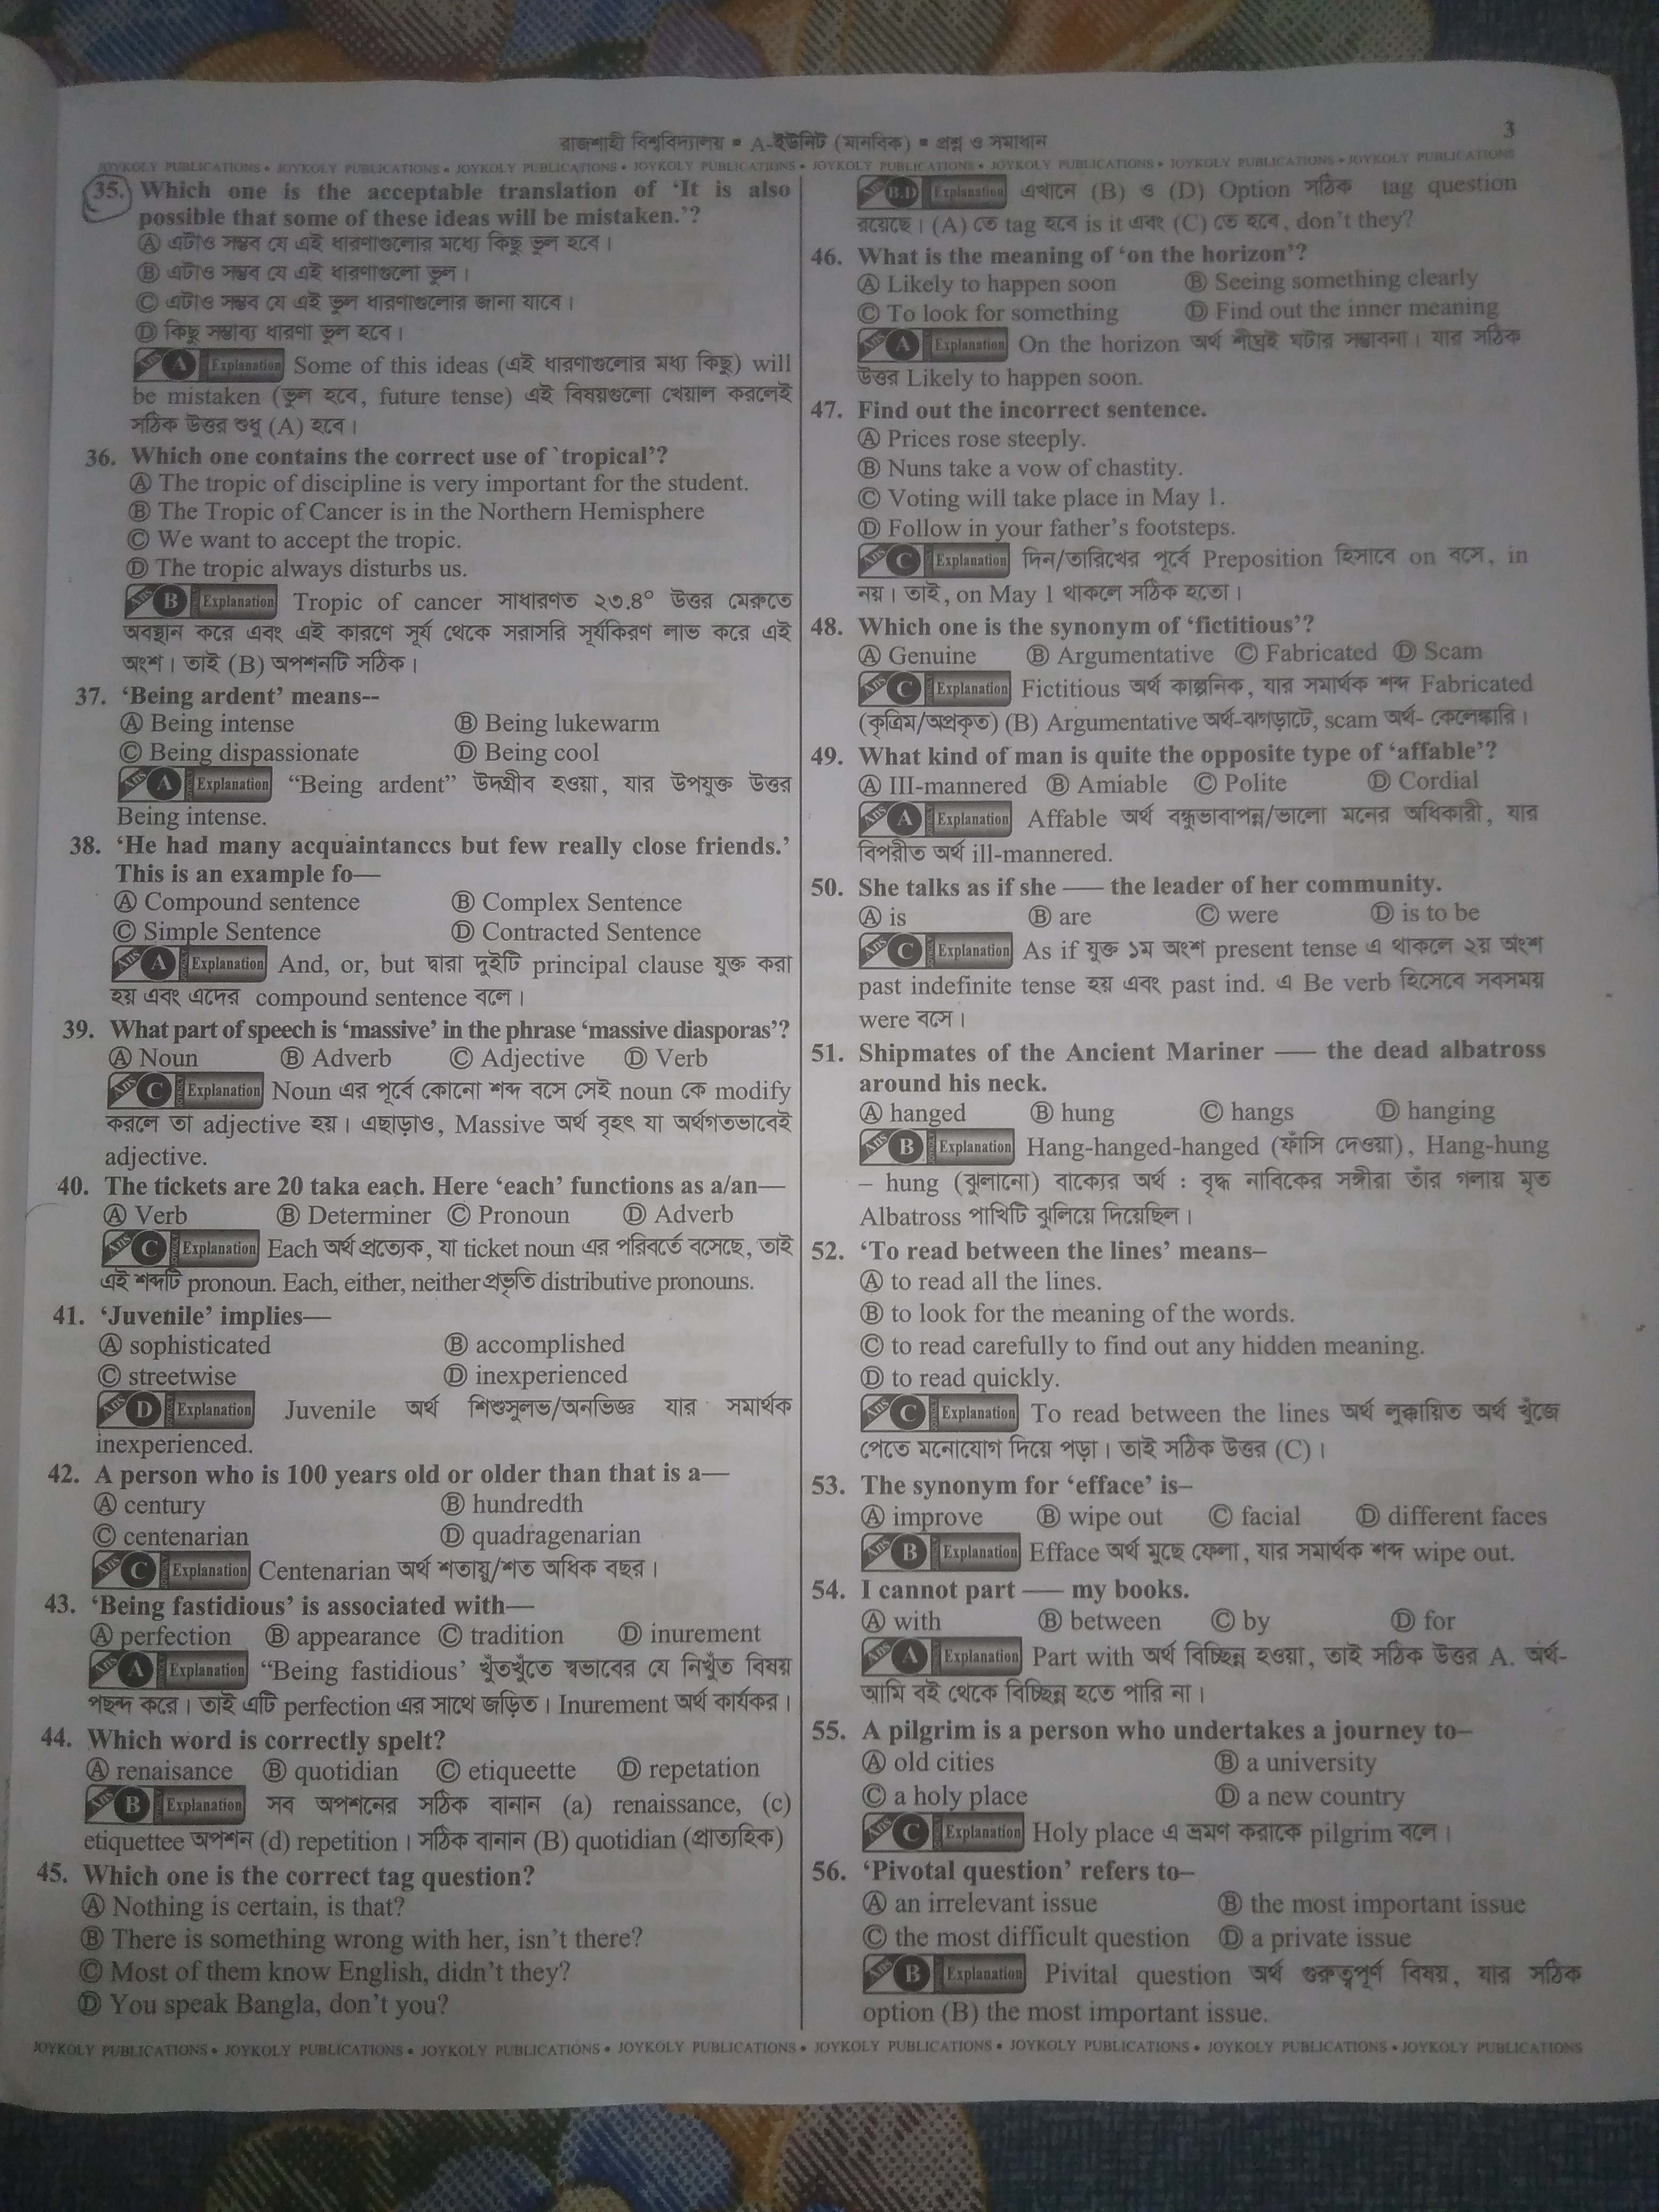 রাজশাহী বিশ্ববিদ্যালয় ▪ A-ইউনিট (মানবিক) ▪ প্রশ্ন ও সমাধান
3
JOYKOLY PUBLICATIONS • JOYKOLY PUBLICATIONS • JOYKOLY PUBLICATIONS • JOYKOLY PUBLICATIONS • JOYKOLY PUBLICATIONS • JOYKOLY PUBLICATIONS • JOYKOLY PUBLICATIONS • JOYKOLY PUBLICATIONS
35. Which one is the acceptable translation of ‘It is also
possible that some of these ideas will be mistaken.’?
Ⓐ এটাও সম্ভব যে এই ধারণাগুলোর মধ্যে কিছু ভুল হবে।
Ⓑ এটাও সম্ভব যে এই ধারণাগুলো ভুল।
Ⓒ এটাও সম্ভব যে এই ভুল ধারণাগুলোর জানা যাবে।
Ⓓ কিছু সম্ভাব্য ধারণা ভুল হবে।
Ans A Explanation Some of this ideas (এই ধারণাগুলোর মধ্য কিছু) will
be mistaken (ভুল হবে, future tense) এই বিষয়গুলো খেয়াল করলেই
সঠিক উত্তর শুধু (A) হবে।
36. Which one contains the correct use of `tropical’?
Ⓐ The tropic of discipline is very important for the student.
Ⓑ The Tropic of Cancer is in the Northern Hemisphere
Ⓒ We want to accept the tropic.
Ⓓ The tropic always disturbs us.
Ans B Explanation Tropic of cancer সাধারণত ২৩.৪° উত্তর মেরুতে
অবস্থান করে এবং এই কারণে সূর্য থেকে সরাসরি সূর্যকিরণ লাভ করে এই
অংশ। তাই (B) অপশনটি সঠিক।
37. ‘Being ardent’ means--
Ⓐ Being intense Ⓑ Being lukewarm
Ⓒ Being dispassionate Ⓓ Being cool
Ans A Explanation “Being ardent” উদগ্রীব হওয়া, যার উপযুক্ত উত্তর
Being intense.
38. ‘He had many acquaintanccs but few really close friends.’
This is an example fo—
Ⓐ Compound sentence Ⓑ Complex Sentence
Ⓒ Simple Sentence Ⓓ Contracted Sentence
Ans A Explanation And, or, but দ্বারা দুইটি principal clause যুক্ত করা
হয় এবং এদের compound sentence বলে।
39. What part of speech is ‘massive’ in the phrase ‘massive diasporas’?
Ⓐ Noun Ⓑ Adverb Ⓒ Adjective Ⓓ Verb
Ans C Explanation Noun এর পূর্বে কোনো শব্দ বসে সেই noun কে modify
করলে তা adjective হয়। এছাড়াও, Massive অর্থ বৃহৎ যা অর্থগতভাবেই
adjective.
40. The tickets are 20 taka each. Here ‘each’ functions as a/an—
Ⓐ Verb Ⓑ Determiner Ⓒ Pronoun Ⓓ Adverb
Ans C Explanation Each অর্থ প্রত্যেক, যা ticket noun এর পরিবর্তে বসেছে, তাই
এই শব্দটি pronoun. Each, either, neither প্রভৃতি distributive pronouns.
41. ‘Juvenile’ implies—
Ⓐ sophisticated Ⓑ accomplished
Ⓒ streetwise Ⓓ inexperienced
Ans D Explanation Juvenile অর্থ শিশুসুলভ/অনভিজ্ঞ যার সমার্থক
inexperienced.
42. A person who is 100 years old or older than that is a—
Ⓐ century Ⓑ hundredth
Ⓒ centenarian Ⓓ quadragenarian
Ans C Explanation Centenarian অর্থ শতায়ু/শত অধিক বছর।
43. ‘Being fastidious’ is associated with—
Ⓐ perfection Ⓑ appearance Ⓒ tradition Ⓓ inurement
Ans A Explanation “Being fastidious’ খুঁতখুঁতে স্বভাবের যে নিখুঁত বিষয়
পছন্দ করে। তাই এটি perfection এর সাথে জড়িত। Inurement অর্থ কার্যকর।
44. Which word is correctly spelt?
Ⓐ renaisance Ⓑ quotidian Ⓒ etiqueette Ⓓ repetation
Ans B Explanation সব অপশনের সঠিক বানান (a) renaissance, (c)
etiquettee অপশন (d) repetition। সঠিক বানান (B) quotidian (প্রাত্যহিক)
45. Which one is the correct tag question?
Ⓐ Nothing is certain, is that?
Ⓑ There is something wrong with her, isn’t there?
Ⓒ Most of them know English, didn’t they?
Ⓓ You speak Bangla, don’t you?
Ans B.D Explanation এখানে (B) ও (D) Option সঠিক tag question
রয়েছে। (A) তে tag হবে is it এবং (C) তে হবে, don’t they?
46. What is the meaning of ‘on the horizon’?
Ⓐ Likely to happen soon Ⓑ Seeing something clearly
Ⓒ To look for something Ⓓ Find out the inner meaning
Ans A Explanation On the horizon অর্থ শীঘ্রই ঘটার সম্ভাবনা। যার সঠিক
উত্তর Likely to happen soon.
47. Find out the incorrect sentence.
Ⓐ Prices rose steeply.
Ⓑ Nuns take a vow of chastity.
Ⓒ Voting will take place in May 1.
Ⓓ Follow in your father’s footsteps.
Ans C Explanation দিন/তারিখের পূর্বে Preposition হিসাবে on বসে, in
নয়। তাই, on May 1 থাকলে সঠিক হতো।
48. Which one is the synonym of ‘fictitious’?
Ⓐ Genuine Ⓑ Argumentative Ⓒ Fabricated Ⓓ Scam
Ans C Explanation Fictitious অর্থ কাল্পনিক, যার সমার্থক শব্দ Fabricated
(কৃত্রিম/অপ্রকৃত) (B) Argumentative অর্থ-ঝগড়াটে, scam অর্থ- কেলেঙ্কারি।
49. What kind of man is quite the opposite type of ‘affable’?
Ⓐ III-mannered Ⓑ Amiable Ⓒ Polite Ⓓ Cordial
Ans A Explanation Affable অর্থ বন্ধুভাবাপন্ন/ভালো মনের অধিকারী, যার
বিপরীত অর্থ ill-mannered.
50. She talks as if she —— the leader of her community.
Ⓐ is Ⓑ are Ⓒ were Ⓓ is to be
Ans C Explanation As if যুক্ত ১ম অংশ present tense এ থাকলে ২য় অংশ
past indefinite tense হয় এবং past ind. এ Be verb হিসেবে সবসময়
were বসে।
51. Shipmates of the Ancient Mariner —— the dead albatross
around his neck.
Ⓐ hanged Ⓑ hung Ⓒ hangs Ⓓ hanging
Ans B Explanation Hang-hanged-hanged (ফাঁসি দেওয়া), Hang-hung
– hung (ঝুলানো) বাক্যের অর্থ : বৃদ্ধ নাবিকের সঙ্গীরা তাঁর গলায় মৃত
Albatross পাখিটি ঝুলিয়ে দিয়েছিল।
52. ‘To read between the lines’ means–
Ⓐ to read all the lines.
Ⓑ to look for the meaning of the words.
Ⓒ to read carefully to find out any hidden meaning.
Ⓓ to read quickly.
Ans C Explanation To read between the lines অর্থ লুক্কায়িত অর্থ খুঁজে
পেতে মনোযোগ দিয়ে পড়া। তাই সঠিক উত্তর (C)।
53. The synonym for ‘efface’ is–
Ⓐ improve Ⓑ wipe out Ⓒ facial Ⓓ different faces
Ans B Explanation Efface অর্থ মুছে ফেলা, যার সমার্থক শব্দ wipe out.
54. I cannot part —— my books.
Ⓐ with Ⓑ between Ⓒ by Ⓓ for
Ans A Explanation Part with অর্থ বিচ্ছিন্ন হওয়া, তাই সঠিক উত্তর A. অর্থ-
আমি বই থেকে বিচ্ছিন্ন হতে পারি না।
55. A pilgrim is a person who undertakes a journey to–
Ⓐ old cities Ⓑ a university
Ⓒ a holy place Ⓓ a new country
Ans C Explanation Holy place এ ভ্রমণ করাকে pilgrim বলে।
56. ‘Pivotal question’ refers to–
Ⓐ an irrelevant issue Ⓑ the most important issue
Ⓒ the most difficult question Ⓓ a private issue
Ans B Explanation Pivital question অর্থ গুরুত্বপূর্ণ বিষয়, যার সঠিক
option (B) the most important issue.
JOYKOLY PUBLICATIONS • JOYKOLY PUBLICATIONS • JOYKOLY PUBLICATIONS • JOYKOLY PUBLICATIONS • JOYKOLY PUBLICATIONS • JOYKOLY PUBLICATIONS • JOYKOLY PUBLICATIONS • JOYKOLY PUBLICATIONS